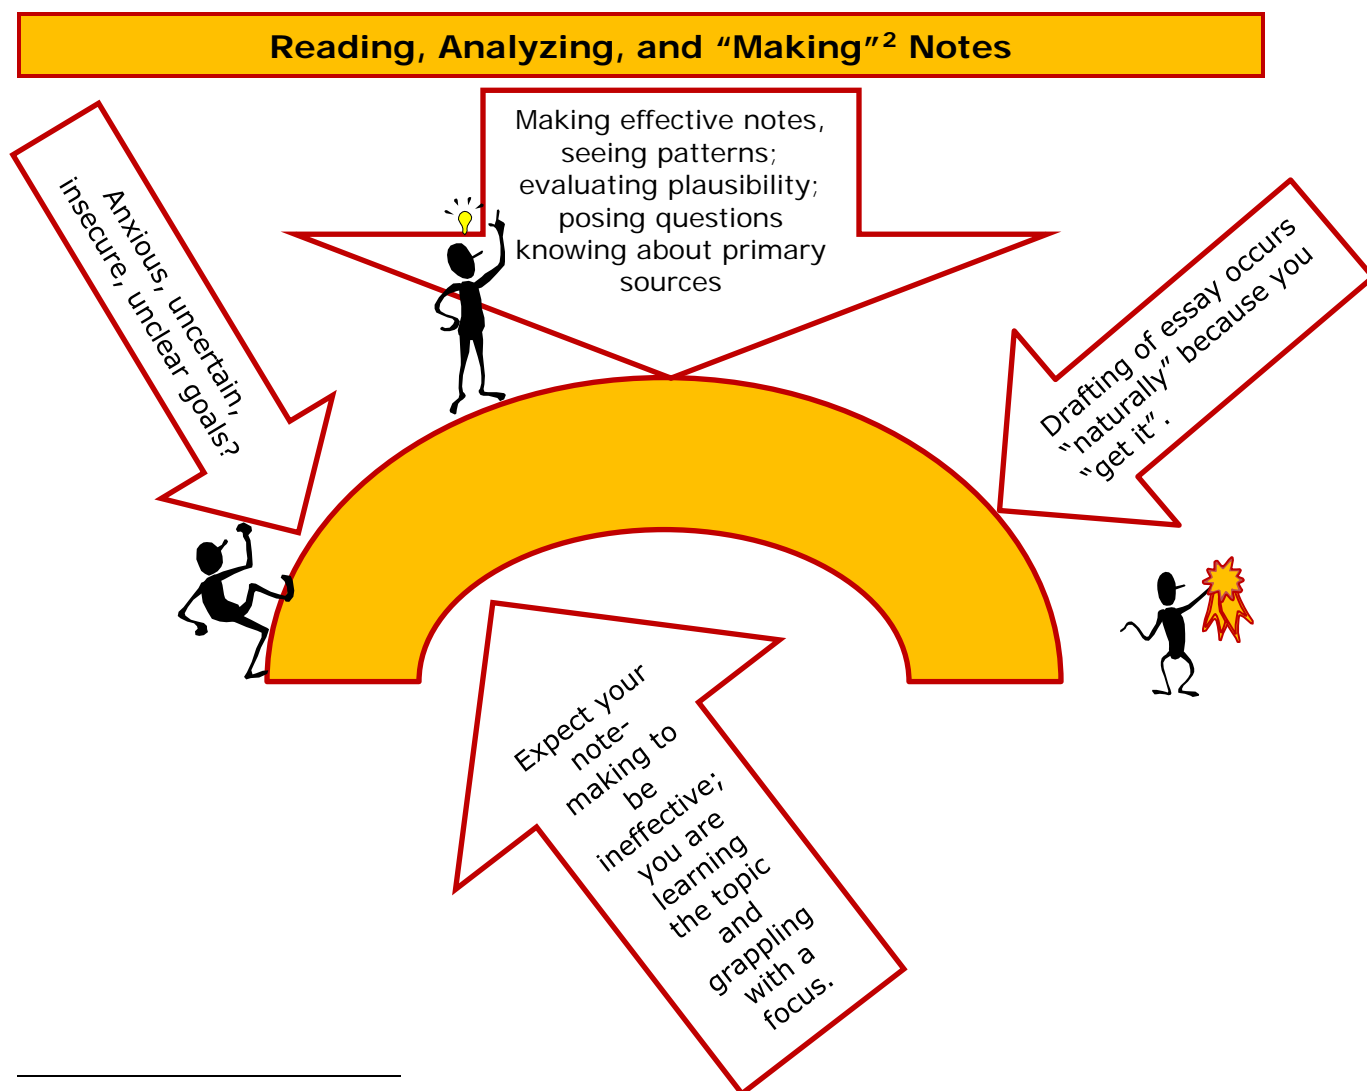 Reading, Analyzing, and “Making”² Notes
Anxious, uncertain,
insecure, unclear goals?
Making effective notes,
seeing patterns;
evaluating plausibility;
posing questions
knowing about primary
sources
Drafting of essay occurs
“naturally” because you
“get it”.
Expect your
note-
making to
be
ineffective;
you are
learning
the topic
and
grappling
with a
focus.